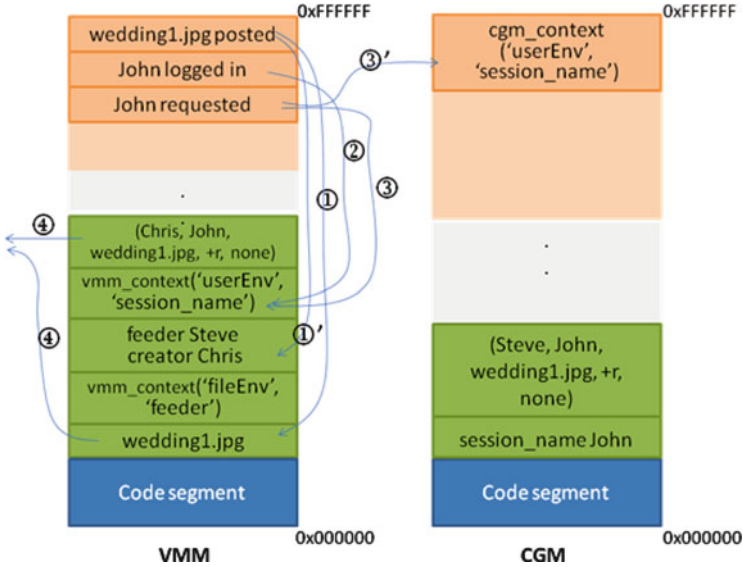 0xFFFFFF
wedding1.jpg posted
John logged in
John requested
.
.
(Chris, John,
wedding1.jpg, +r, none)
vmm_context('userEnv',
'session_name')
feeder Steve
creator Chris
vmm_context('fileEnv',
'feeder')
wedding1.jpg
Code segment
0x000000
VMM
③'
②
①
③
④
①'
④
0xFFFFFF
cgm_context
('userEnv',
'session_name')
.
.
(Steve, John,
wedding1.jpg, +r,
none)
session_name John
Code segment
0x000000
CGM